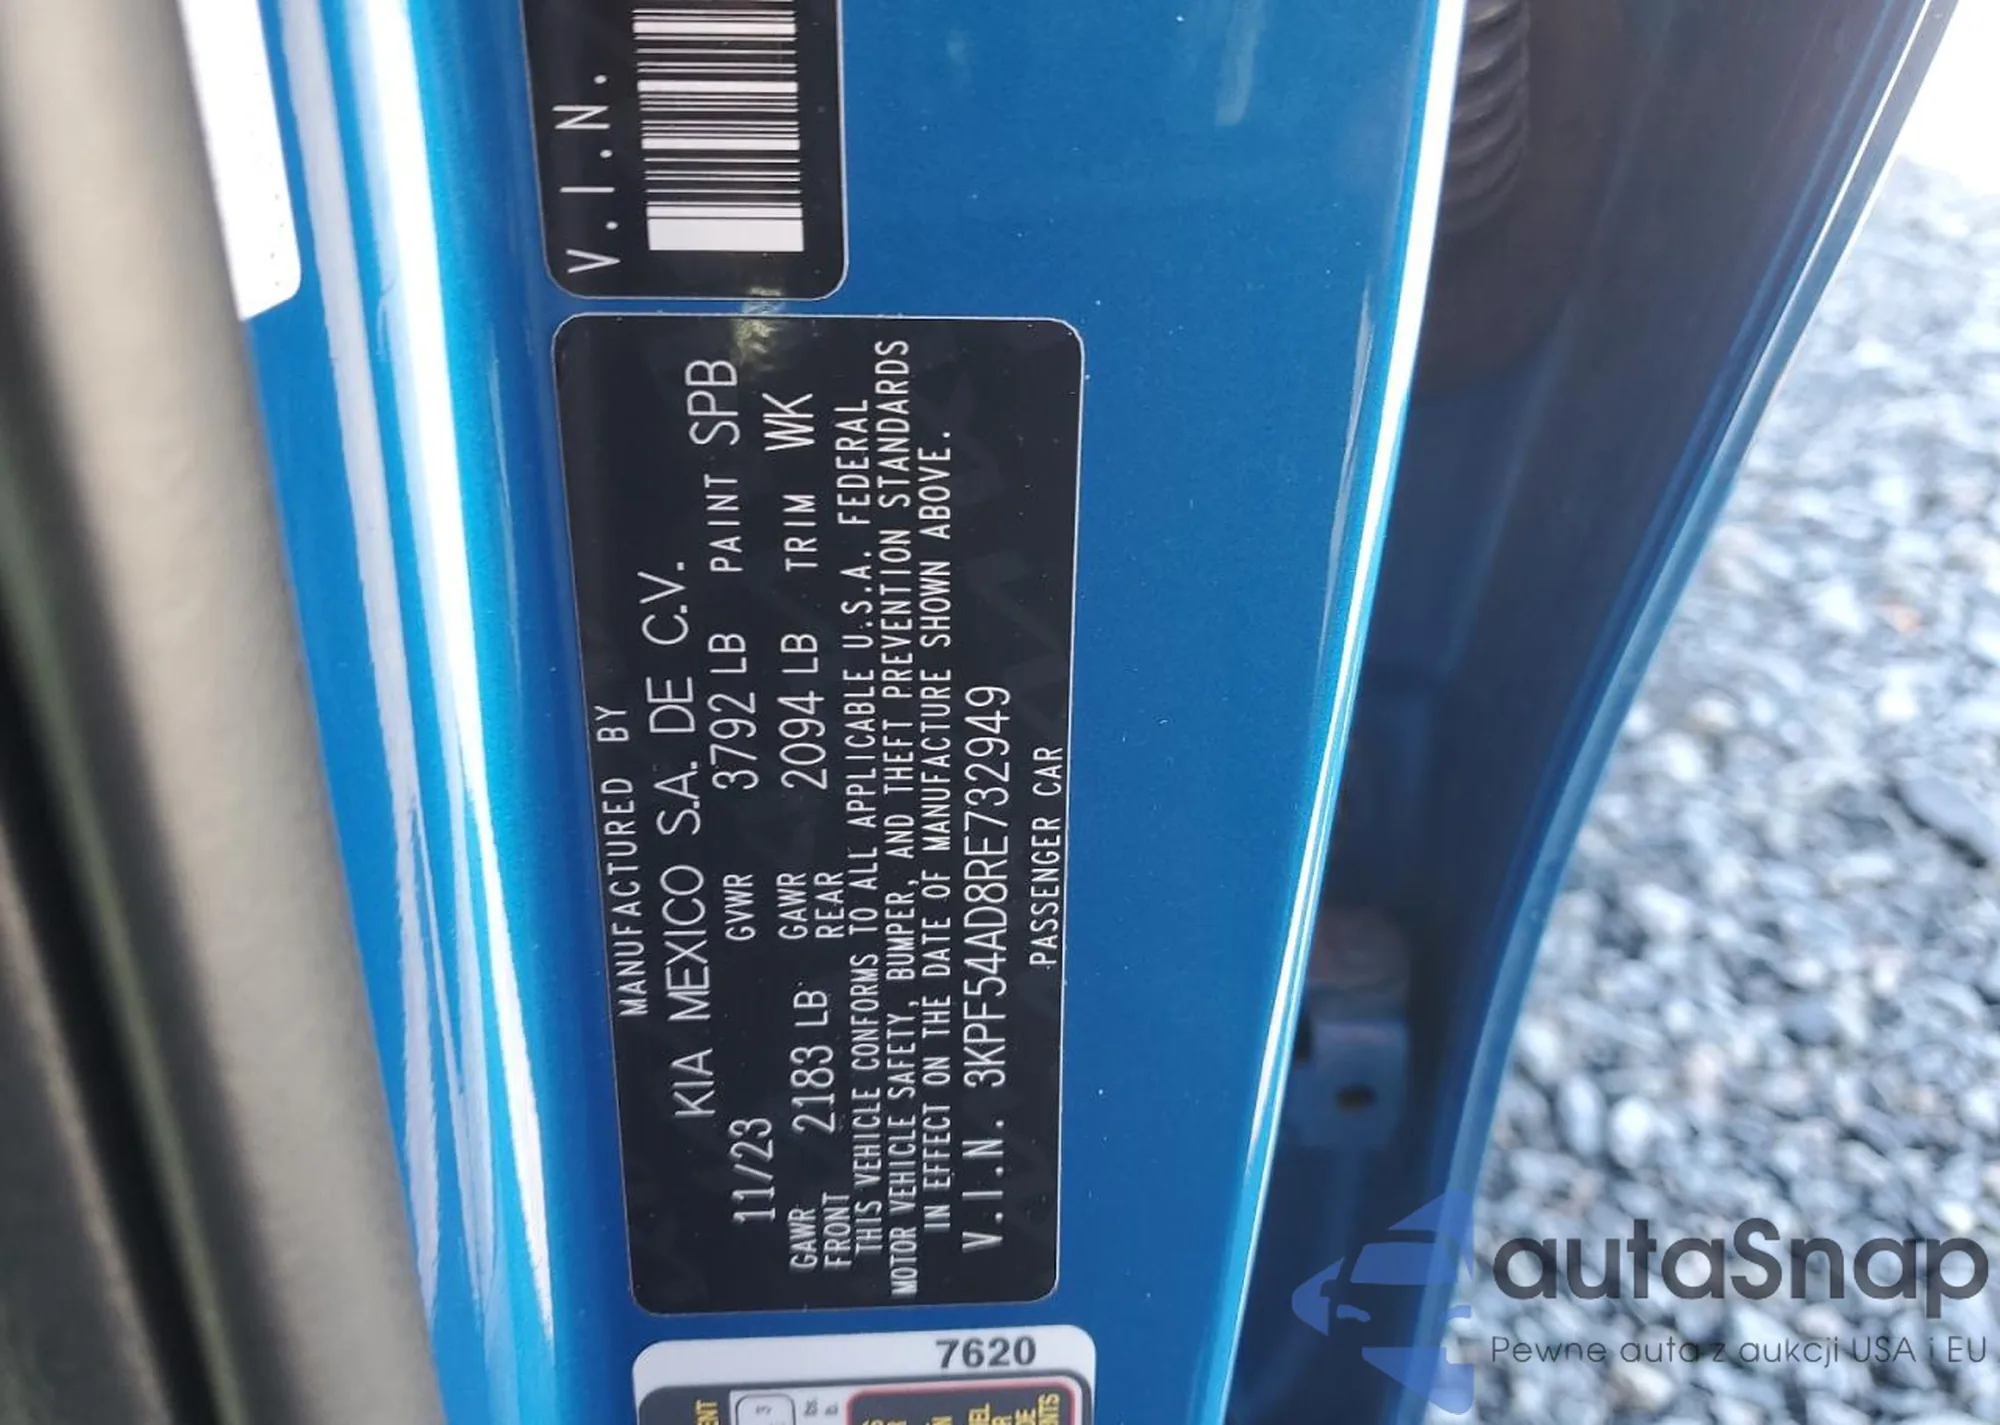 V.I.N.
MANUFACTURED BY
KIA MEXICO S.A. DE C.V.
11/23 GVWR 3792 LB PAINT SPB
GAWR FRONT 2183 LB GAWR REAR 2094 LB TRIM WK
THIS VEHICLE CONFORMS TO ALL APPLICABLE U.S.A. FEDERAL
MOTOR VEHICLE SAFETY, BUMPER, AND THEFT PREVENTION STANDARDS
IN EFFECT ON THE DATE OF MANUFACTURE SHOWN ABOVE.
V.I.N. 3KPF54AD8RE732949
PASSENGER CAR
7620
autaSnap
Pewne auta z aukcji USA i EU